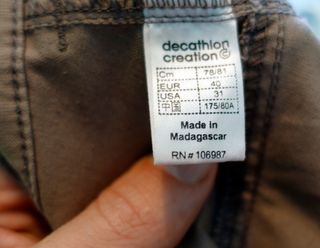 decathlon
creation©
Cm 78/81
EUR 40
USA 31
中国 175/80A
Made in
Madagascar
RN# 106987